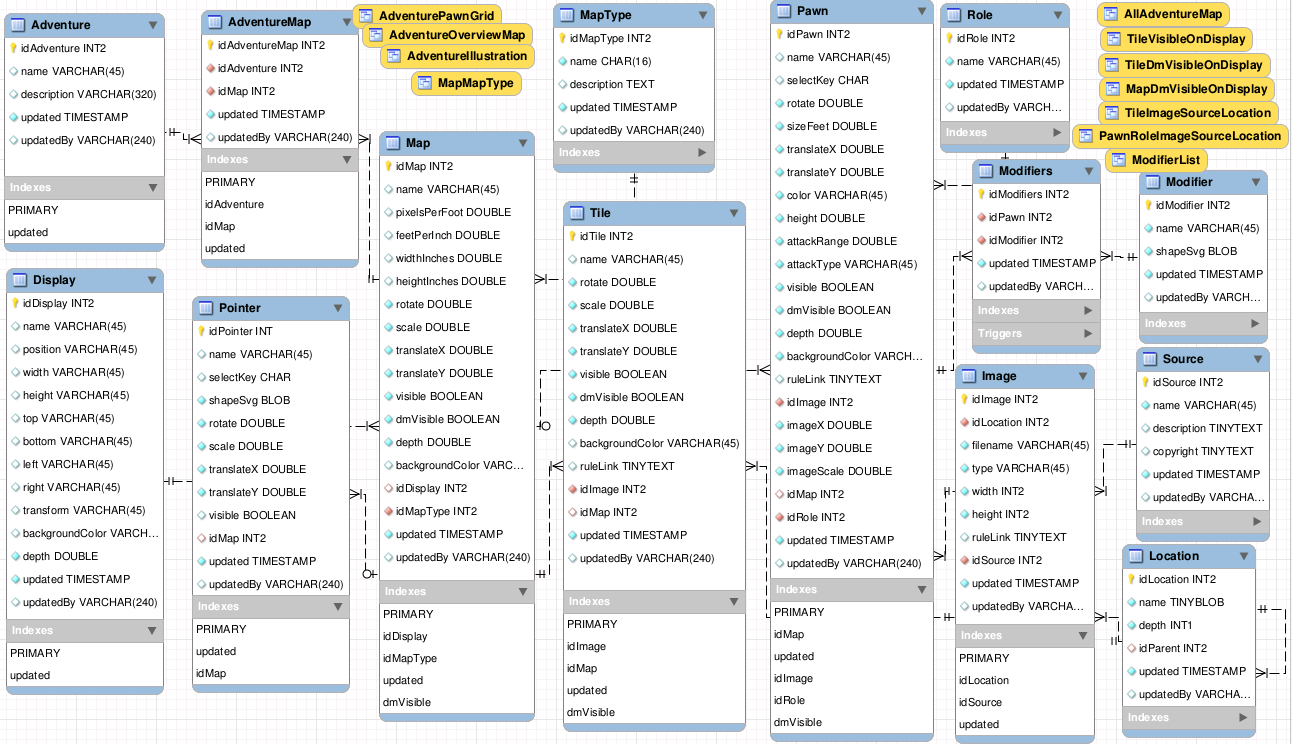 Adventure
idAdventure INT2
name VARCHAR(45)
description VARCHAR(320)
updated TIMESTAMP
updatedBy VARCHAR(240)
Indexes
PRIMARY
updated
AdventureMap
idAdventureMap INT2
idAdventure INT2
idMap INT2
updated TIMESTAMP
updatedBy VARCHAR(240)
Indexes
PRIMARY
idAdventure
idMap
updated
AdventurePawnGrid
AdventureOverviewMap
AdventureIllustration
MapMapType
MapType
idMapType INT2
name CHAR(16)
description TEXT
updated TIMESTAMP
updatedBy VARCHAR(240)
Indexes
Display
idDisplay INT2
name VARCHAR(45)
position VARCHAR(45)
width VARCHAR(45)
height VARCHAR(45)
top VARCHAR(45)
bottom VARCHAR(45)
left VARCHAR(45)
right VARCHAR(45)
transform VARCHAR(45)
backgroundColor VARCH...
depth DOUBLE
updated TIMESTAMP
updatedBy VARCHAR(240)
Indexes
PRIMARY
updated
Pointer
idPointer INT
name VARCHAR(45)
selectKey CHAR
shapeSvg BLOB
rotate DOUBLE
scale DOUBLE
translateX DOUBLE
translateY DOUBLE
visible BOOLEAN
idMap INT2
updated TIMESTAMP
updatedBy VARCHAR(240)
Indexes
PRIMARY
updated
idMap
Map
idMap INT2
name VARCHAR(45)
pixelsPerFoot DOUBLE
feetPerInch DOUBLE
widthInches DOUBLE
heightInches DOUBLE
rotate DOUBLE
scale DOUBLE
translateX DOUBLE
translateY DOUBLE
visible BOOLEAN
dmVisible BOOLEAN
depth DOUBLE
backgroundColor VARC...
idDisplay INT2
idMapType INT2
updated TIMESTAMP
updatedBy VARCHAR(240)
Indexes
PRIMARY
idDisplay
idMapType
updated
dmVisible
Tile
idTile INT2
name VARCHAR(45)
rotate DOUBLE
scale DOUBLE
translateX DOUBLE
translateY DOUBLE
visible BOOLEAN
dmVisible BOOLEAN
depth DOUBLE
backgroundColor VARCHAR(45)
ruleLink TINYTEXT
idImage INT2
idMap INT2
updated TIMESTAMP
updatedBy VARCHAR(240)
Indexes
PRIMARY
idImage
idMap
updated
dmVisible
Pawn
idPawn INT2
name VARCHAR(45)
selectKey CHAR
rotate DOUBLE
sizeFeet DOUBLE
translateX DOUBLE
translateY DOUBLE
color VARCHAR(45)
height DOUBLE
attackRange DOUBLE
attackType VARCHAR(45)
visible BOOLEAN
dmVisible BOOLEAN
depth DOUBLE
backgroundColor VARCH...
ruleLink TINYTEXT
idImage INT2
imageX DOUBLE
imageY DOUBLE
imageScale DOUBLE
idMap INT2
idRole INT2
updated TIMESTAMP
updatedBy VARCHAR(240)
Indexes
PRIMARY
idMap
updated
idImage
idRole
dmVisible
Role
idRole INT2
name VARCHAR(45)
updated TIMESTAMP
updatedBy VARCH...
Indexes
AllAdventureMap
TileVisibleOnDisplay
TileDmVisibleOnDisplay
MapDmVisibleOnDisplay
TileImageSourceLocation
PawnRoleImageSourceLocation
ModifierList
Modifiers
idModifiers INT2
idPawn INT2
idModifier INT2
updated TIMESTAMP
updatedBy VARCH...
Indexes
Triggers
Modifier
idModifier INT2
name VARCHAR(45)
shapeSvg BLOB
updated TIMESTAMP
updatedBy VARCH...
Indexes
Image
idImage INT2
idLocation INT2
filename VARCHAR(45)
type VARCHAR(45)
width INT2
height INT2
ruleLink TINYTEXT
idSource INT2
updated TIMESTAMP
updatedBy VARCHA...
Indexes
PRIMARY
idLocation
idSource
updated
Source
idSource INT2
name VARCHAR(45)
description TINYTEXT
copyright TINYTEXT
updated TIMESTAMP
updatedBy VARCHA...
Indexes
Location
idLocation INT2
name TINYBLOB
depth INT1
idParent INT2
updated TIMESTAMP
updatedBy VARCHA...
Indexes